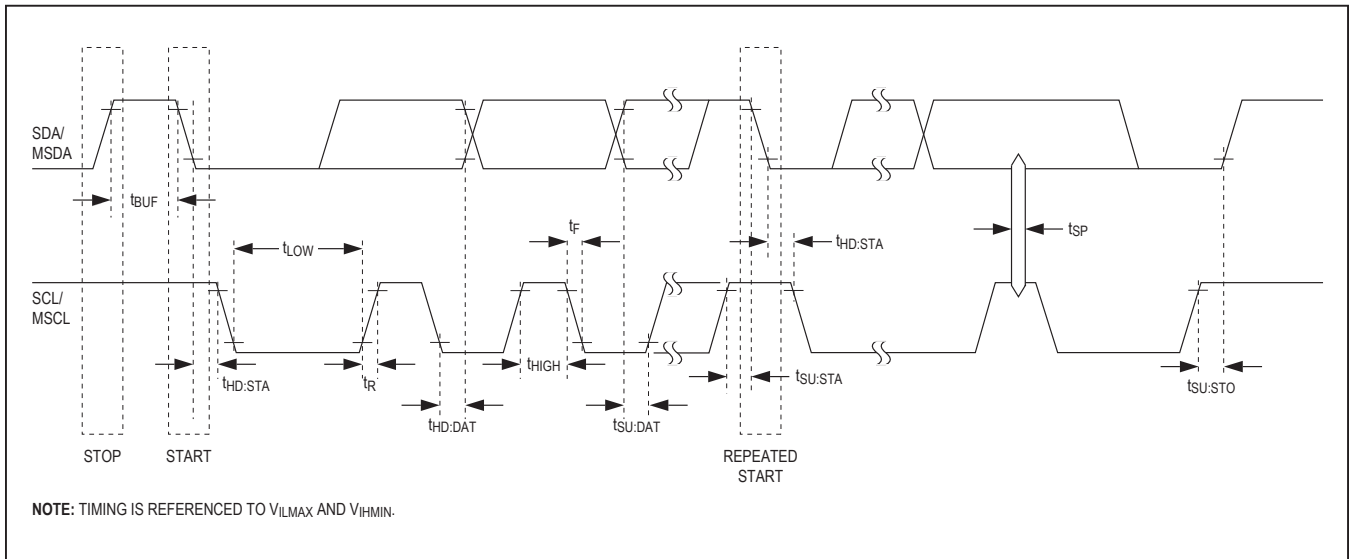 SDA/
MSDA
tBUF
tF
tHD:STA
tSP
tLOW
SCL/
MSCL
tHD:STA
tR
tHIGH
tSU:STA
tSU:STO
tHD:DAT
tSU:DAT
STOP
START
REPEATED
START
NOTE: TIMING IS REFERENCED TO VILMAX AND VIHMIN.